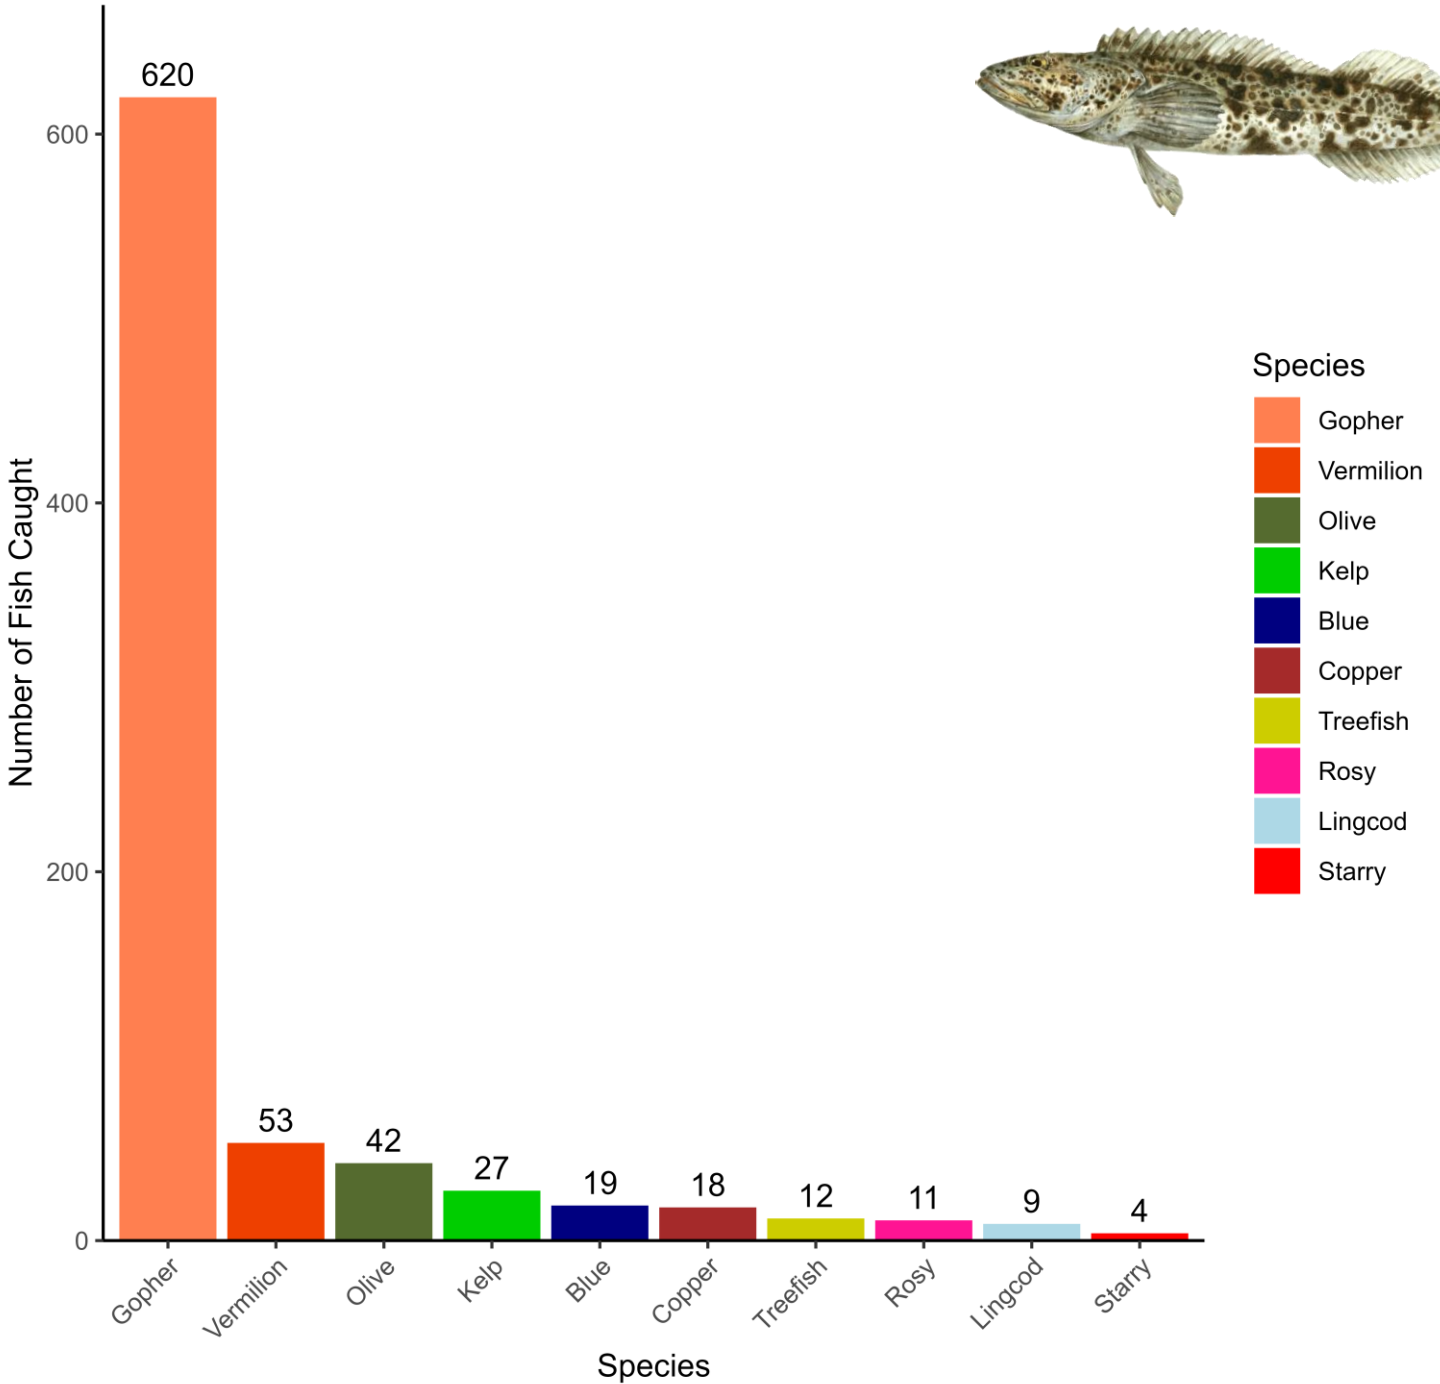 620
600
400
200
0
Number of Fish Caught
53
42
27
19
18
12
11
9
4
Gopher
Vermilion
Olive
Kelp
Blue
Copper
Treefish
Rosy
Lingcod
Starry
Species
Species
Gopher
Vermilion
Olive
Kelp
Blue
Copper
Treefish
Rosy
Lingcod
Starry